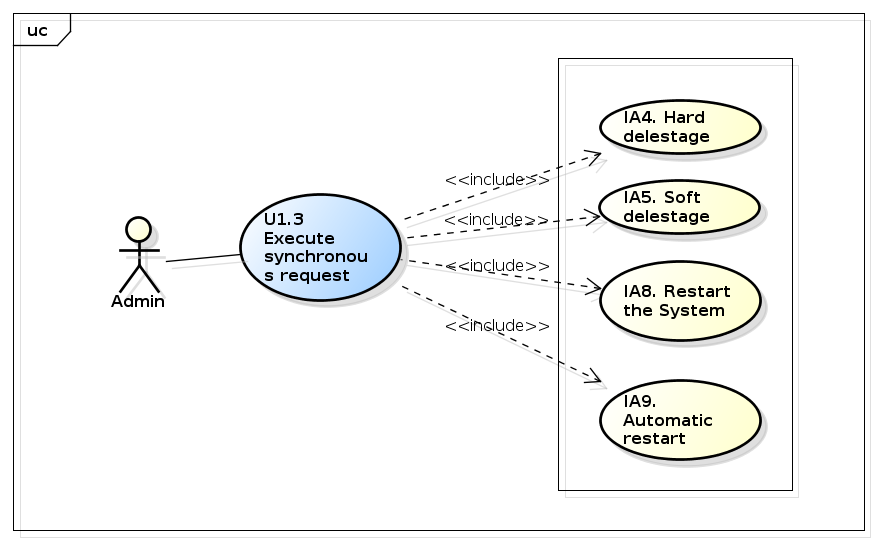 uc
IA4. Hard
delestage
<<include>>
IA5. Soft
delestage
<<include>>
U1.3
Execute
synchronou
s request
<<include>>
IA8. Restart
the System
Admin
<<include>>
IA9.
Automatic
restart